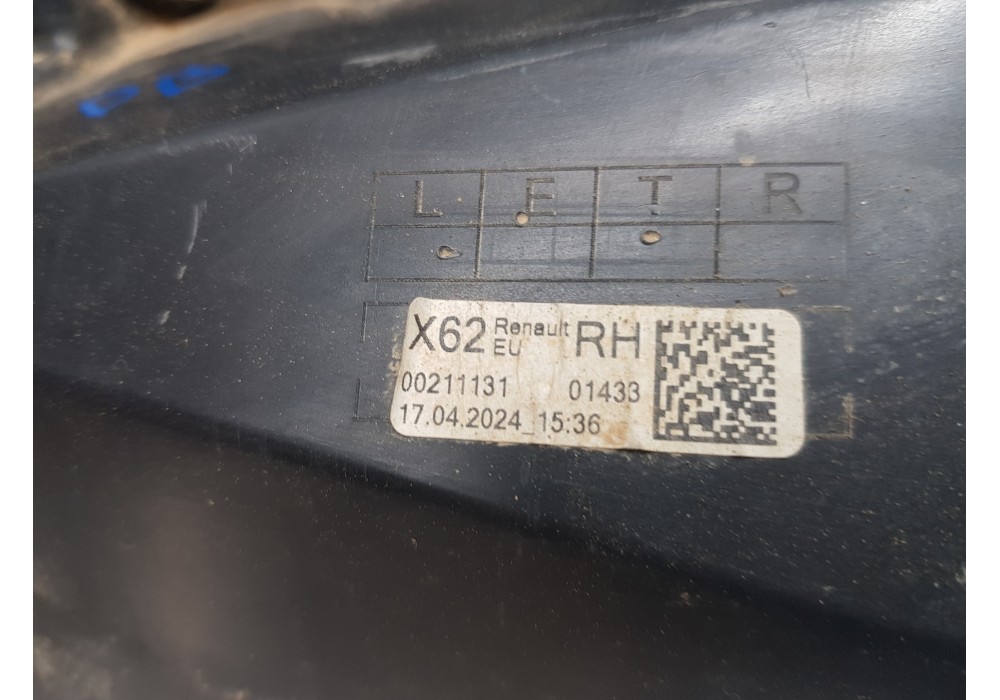 L E T R
X62 Renault EU RH
00211131 01433
17.04.2024_15:36